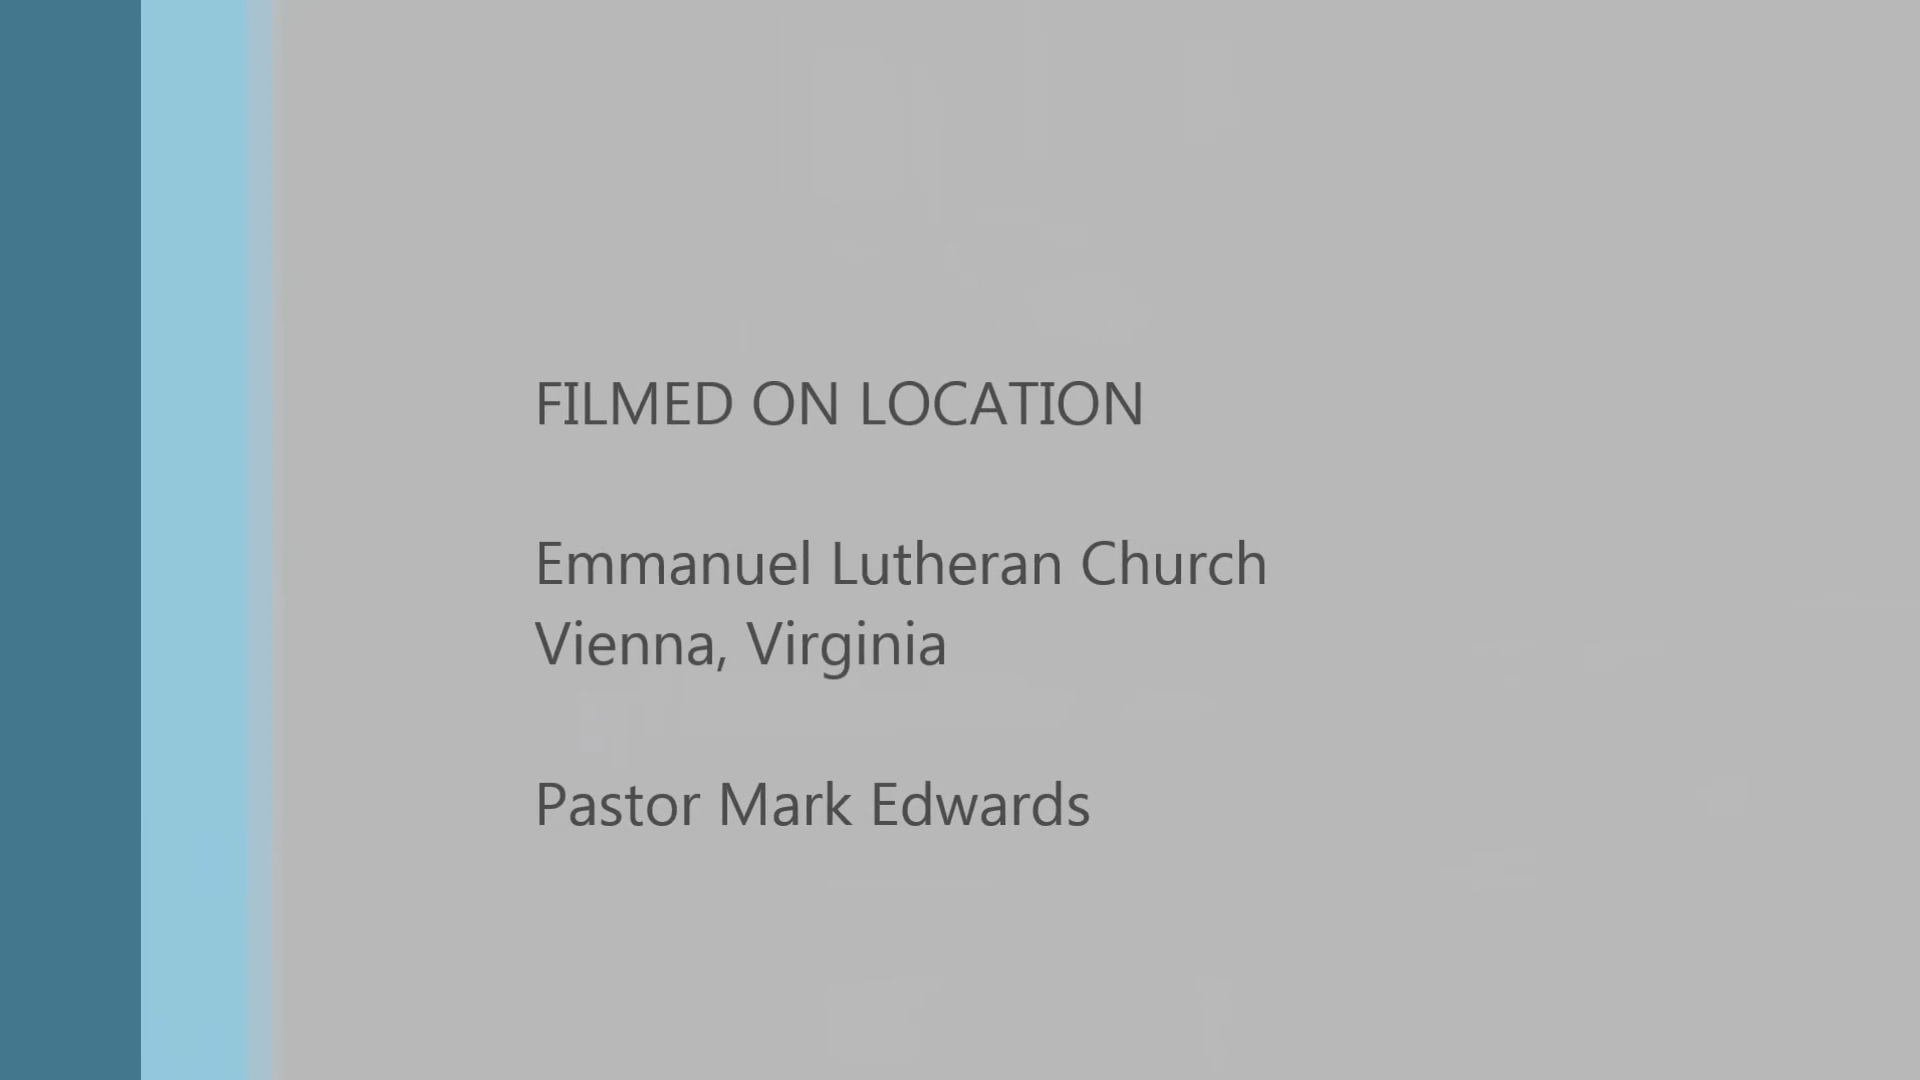 FILMED ON LOCATION
Emmanuel Lutheran Church
Vienna, Virginia
Pastor Mark Edwards